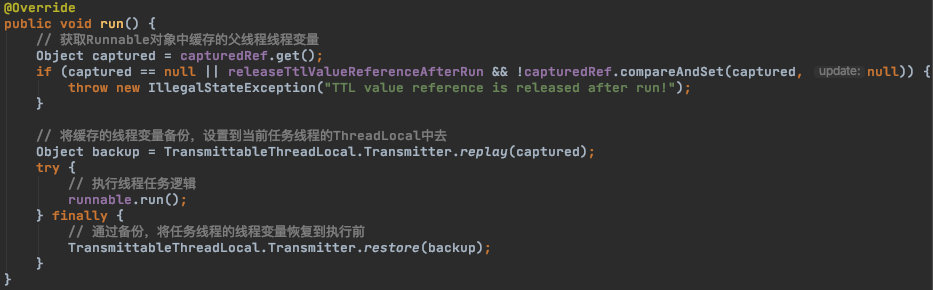 @Override
public void run() {
    // 获取Runnable对象中缓存的父线程线程变量
    Object captured = capturedRef.get();
    if (captured == null || releaseTtlValueReferenceAfterRun && !capturedRef.compareAndSet(captured, update: null)) {
        throw new IllegalStateException("TTL value reference is released after run!");
    }

    // 将缓存的线程变量备份，设置到当前任务线程的ThreadLocal中去
    Object backup = TransmittableThreadLocal.Transmitter.replay(captured);
    try {
        // 执行线程任务逻辑
        runnable.run();
    } finally {
        // 通过备份，将任务线程的线程变量恢复到执行前
        TransmittableThreadLocal.Transmitter.restore(backup);
    }
}